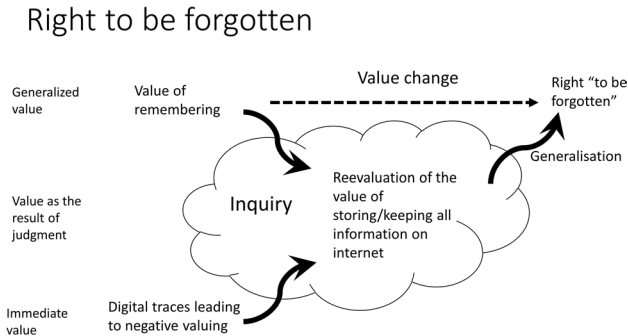 Right to be forgotten
Generalized
value
Value of
remembering
Value change
Right “to be
forgotten”
Generalisation
Value as the
result of
judgment
Inquiry
Reevaluation of the
value of
storing/keeping all
information on
internet
Immediate
value
Digital traces leading
to negative valuing